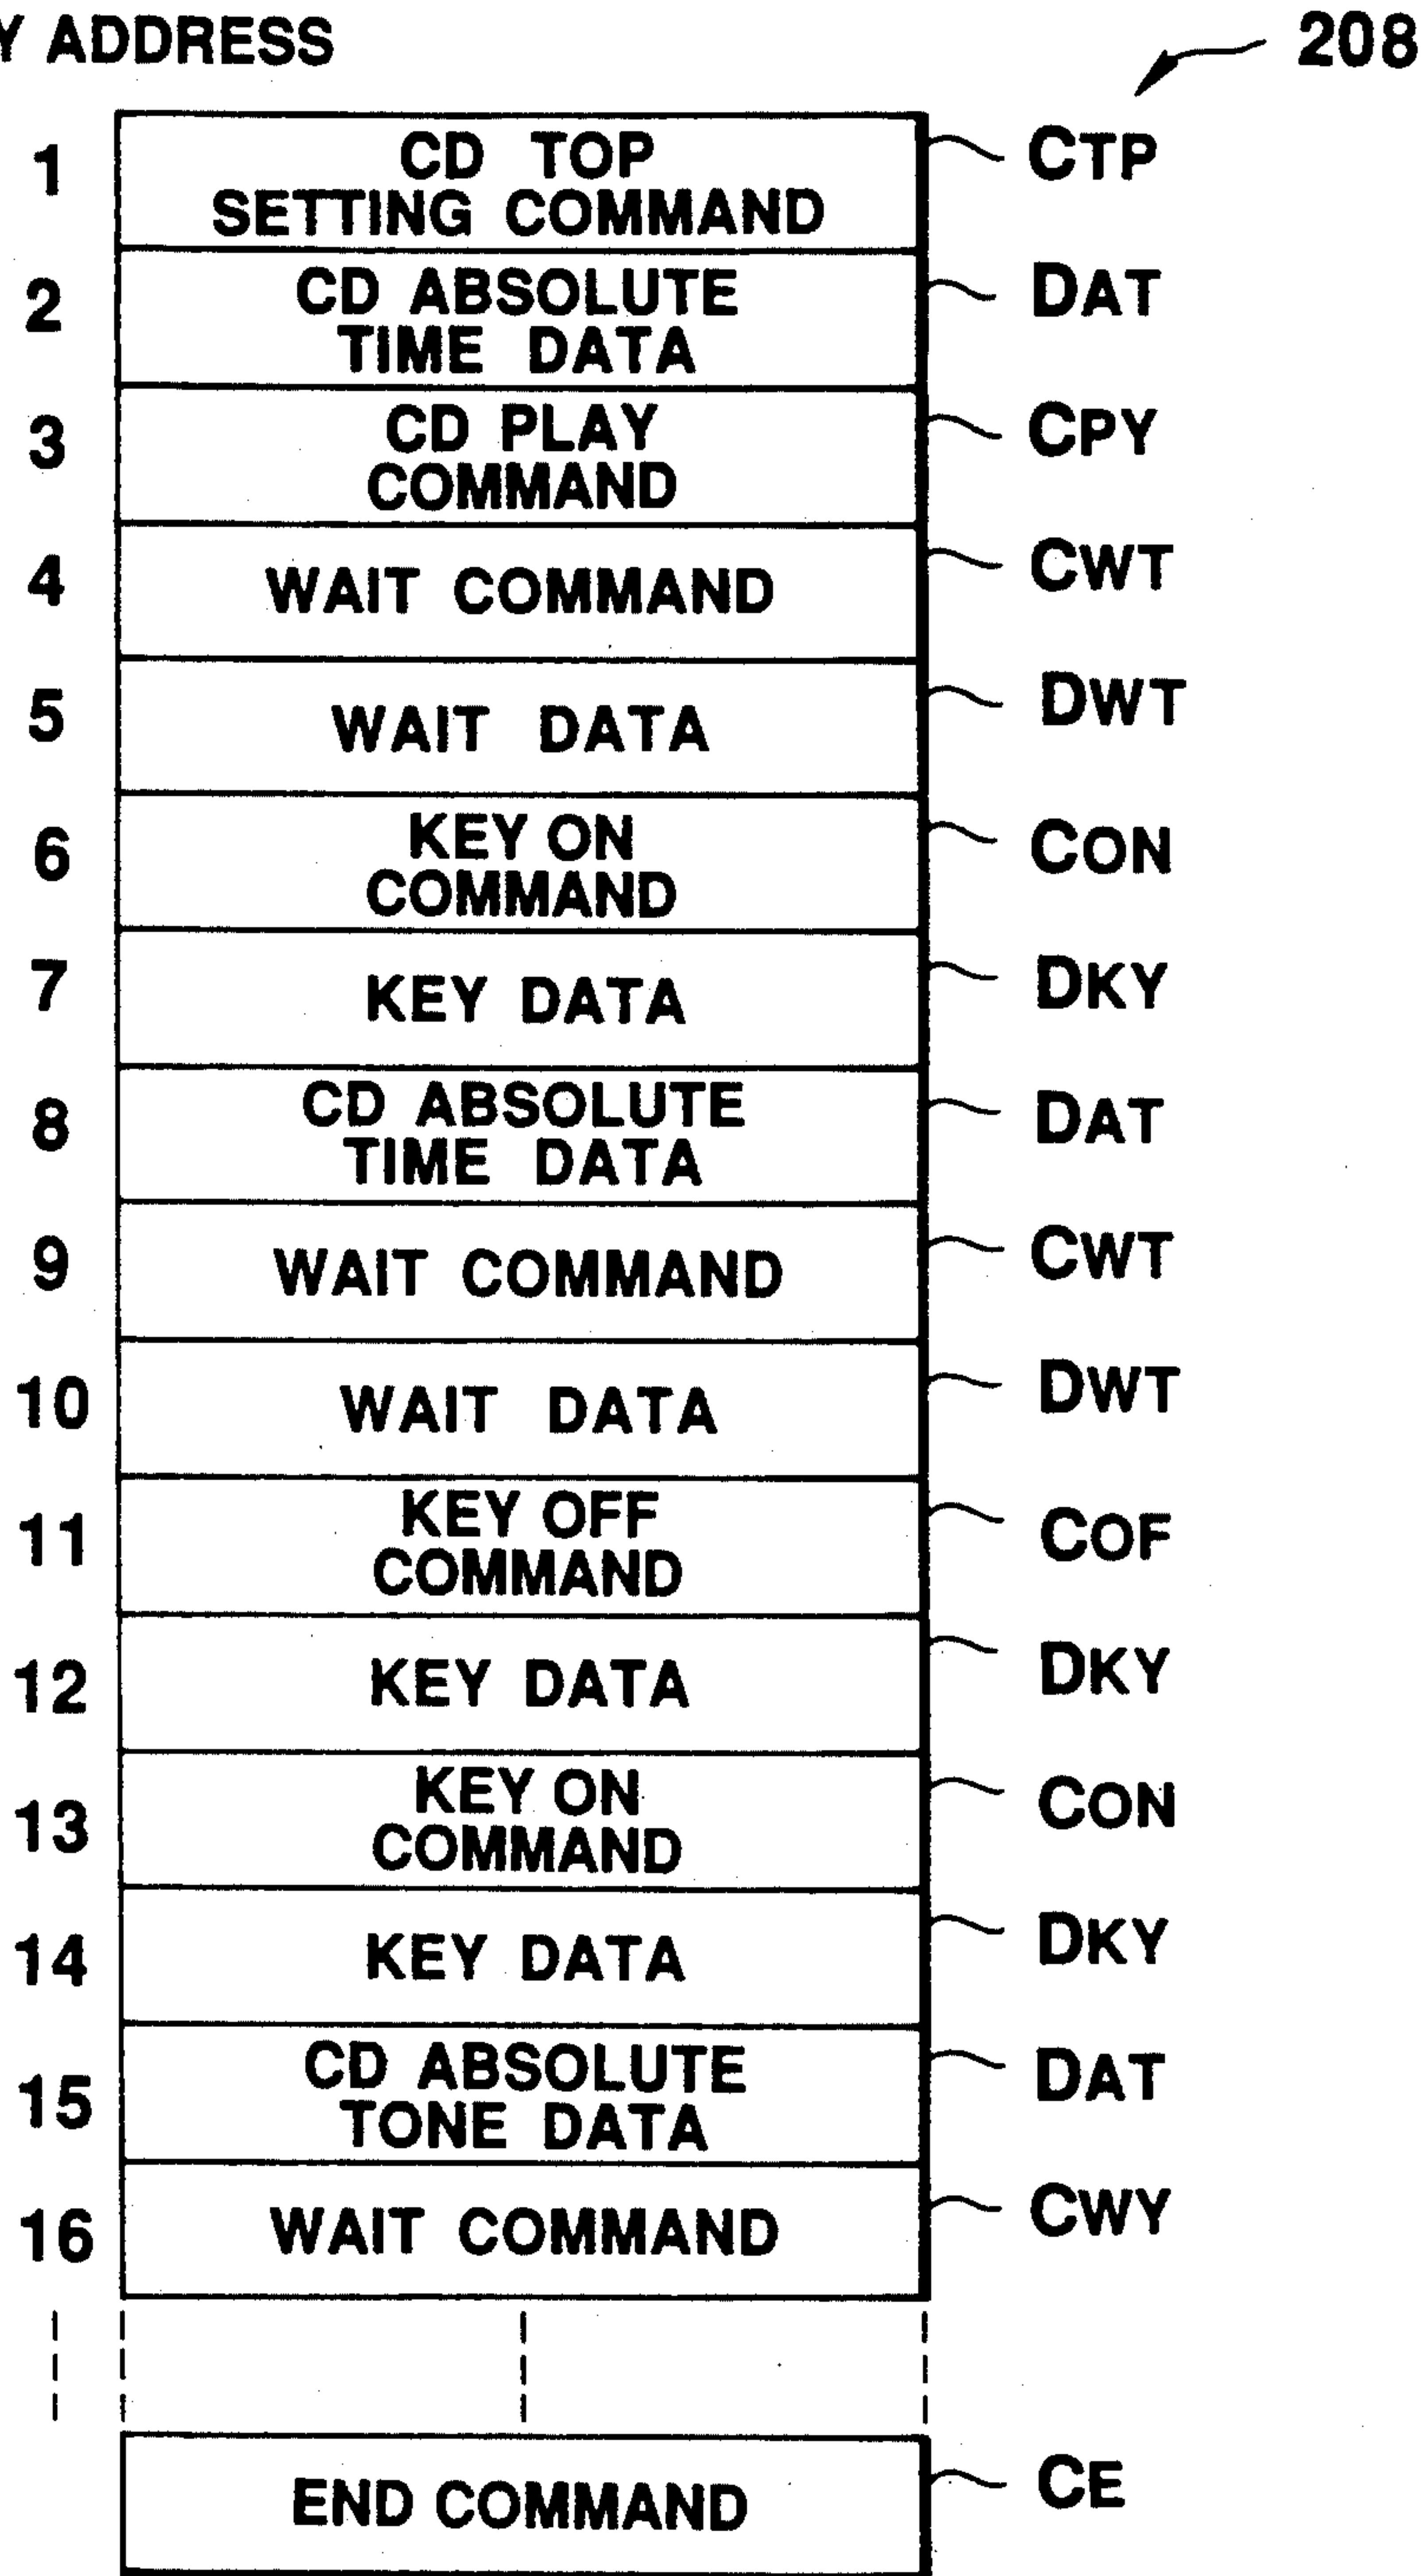 Y ADDRESS
208
1 CD TOP SETTING COMMAND CTP
2 CD ABSOLUTE TIME DATA DAT
3 CD PLAY COMMAND CPY
4 WAIT COMMAND CWT
5 WAIT DATA DWT
6 KEY ON COMMAND CON
7 KEY DATA DKY
8 CD ABSOLUTE TIME DATA DAT
9 WAIT COMMAND CWT
10 WAIT DATA DWT
11 KEY OFF COMMAND COF
12 KEY DATA DKY
13 KEY ON COMMAND CON
14 KEY DATA DKY
15 CD ABSOLUTE TONE DATA DAT
16 WAIT COMMAND CWY
END COMMAND CE